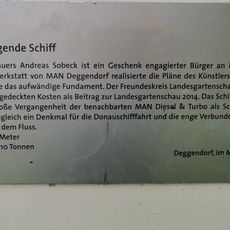 gende Schiff
auers Andreas Sobeck ist ein Geschenk engagierter Bürger an
erkstatt von MAN Deggendorf realisierte die Pläne des Künstlers
e das aufwändige Fundament. Der Freundeskreis Landesgartenscha
gedeckten Kosten als Beitrag zur Landesgartenschau 2014. Das Schi
oße Vergangenheit der benachbarten MAN Diesel & Turbo als Sc
gleich ein Denkmal für die Donauschifffahrt und die enge Verbunde
dem Fluss.
Meter
10 Tonnen
Deggendorf, im M